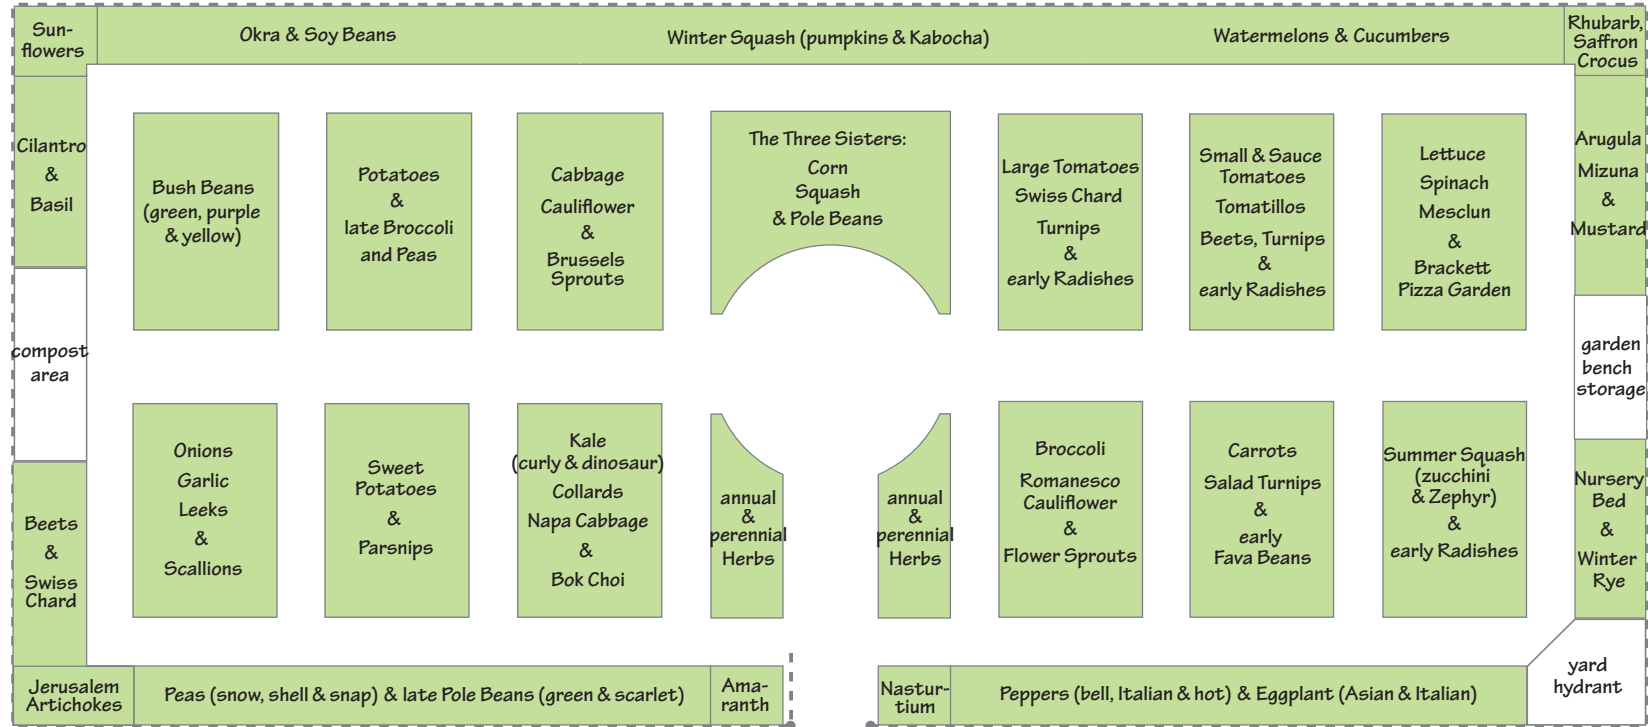 Sun-
flowers
Okra & Soy Beans
Winter Squash (pumpkins & Kabocha)
Watermelons & Cucumbers
Rhubarb,
Saffron
Crocus
Cilantro
&
Basil
Bush Beans
(green, purple
& yellow)
Potatoes
&
late Broccoli
and Peas
Cabbage
Cauliflower
&
Brussels
Sprouts
The Three Sisters:
Corn
Squash
& Pole Beans
Large Tomatoes
Swiss Chard
Turnips
&
early Radishes
Small & Sauce
Tomatoes
Tomatillos
Beets, Turnips
&
early Radishes
Lettuce
Spinach
Mesclun
&
Brackett
Pizza Garden
Arugula
Mizuna
&
Mustard
compost
area
garden
bench
storage
Beets
&
Swiss
Chard
Onions
Garlic
Leeks
&
Scallions
Sweet
Potatoes
&
Parsnips
Kale
(curly & dinosaur)
Collards
Napa Cabbage
&
Bok Choi
annual
&
perennial
Herbs
annual
&
perennial
Herbs
Broccoli
Romanesco
Cauliflower
&
Flower Sprouts
Carrots
Salad Turnips
&
early
Fava Beans
Summer Squash
(zucchini
& Zephyr)
&
early Radishes
Nursery
Bed
&
Winter
Rye
Jerusalem
Artichokes
Peas (snow, shell & snap) & late Pole Beans (green & scarlet)
Ama-
ranth
Nastur-
tium
Peppers (bell, Italian & hot) & Eggplant (Asian & Italian)
yard
hydrant